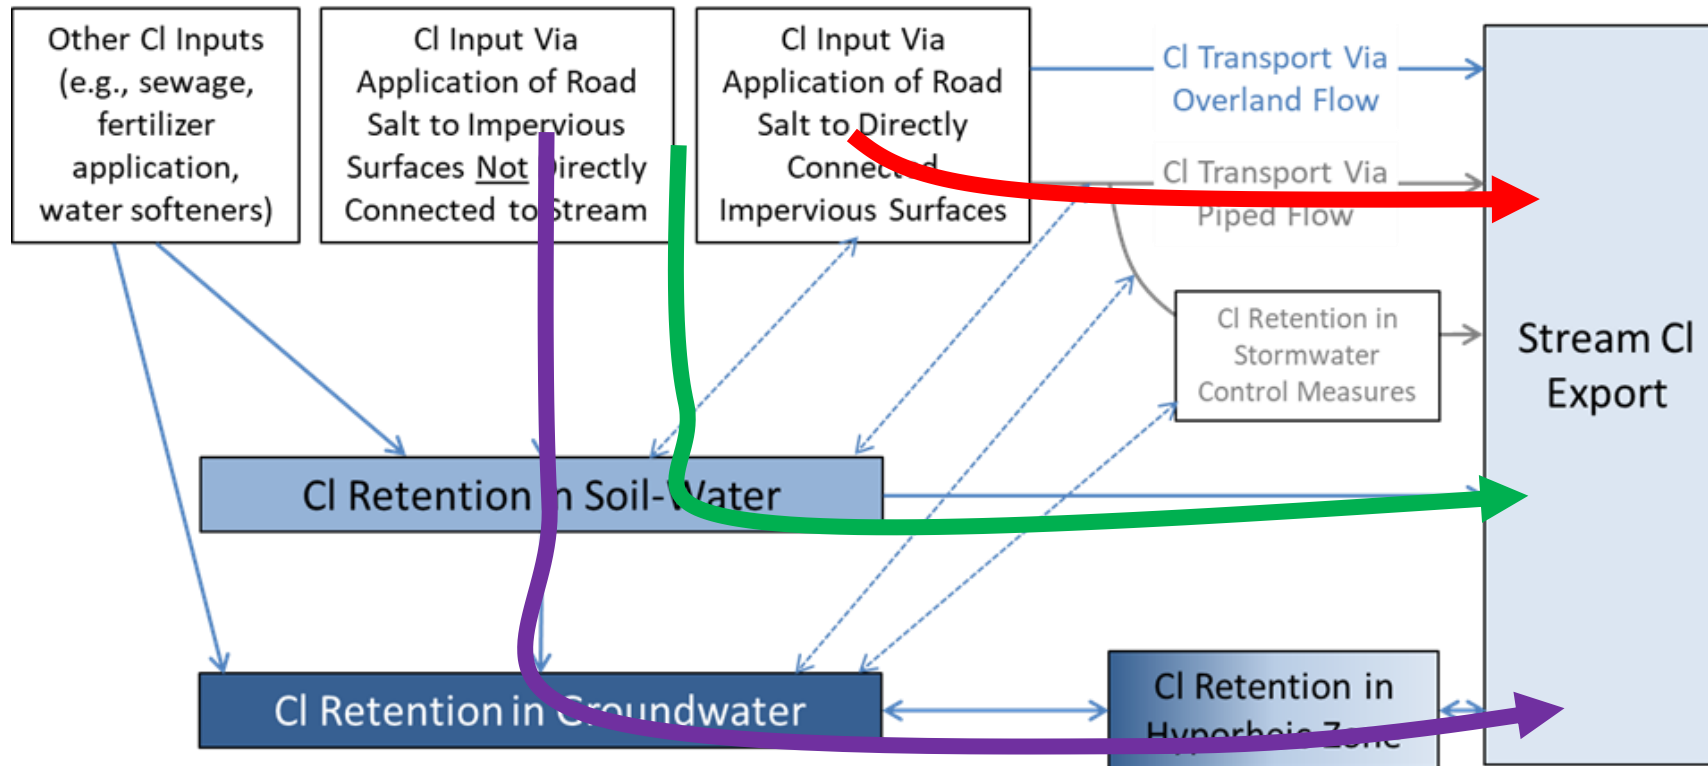 Other Cl Inputs
(e.g., sewage,
fertilizer
application,
water softeners)
Cl Input Via
Application of Road
Salt to Impervious
Surfaces Not Directly
Connected to Stream
Cl Input Via
Application of Road
Salt to Directly
Connected
Impervious Surfaces
Cl Transport Via
Overland Flow
Cl Transport Via
Piped Flow
Cl Retention in
Stormwater
Control Measures
Stream Cl
Export
Cl Retention in Soil-Water
Cl Retention in Groundwater
Cl Retention in
Hyporheic Zone